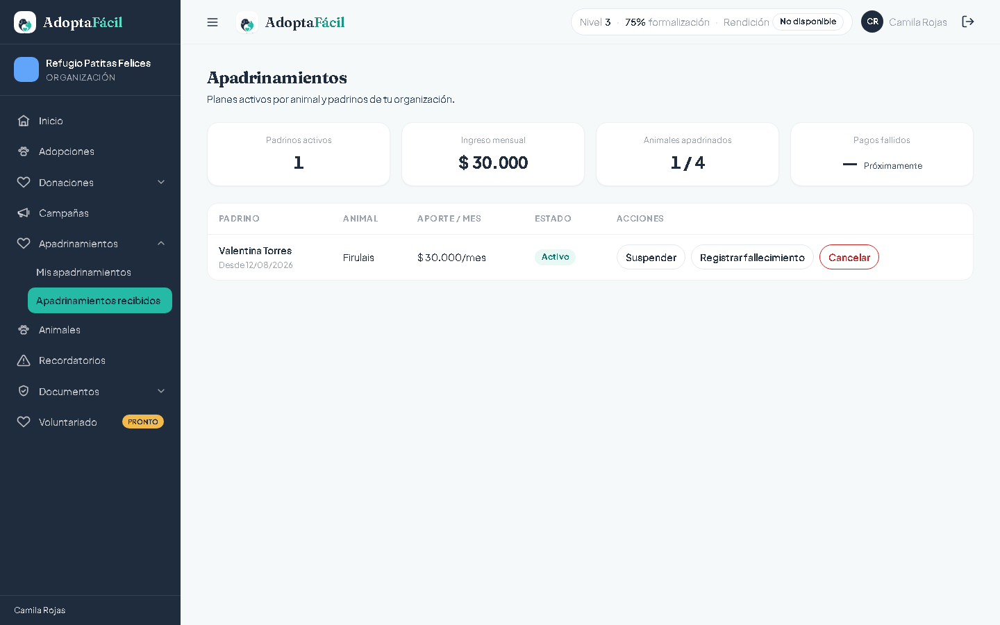 AdoptaFácil
Refugio Patitas Felices
ORGANIZACIÓN
Inicio
Adopciones
Donaciones
Campañas
Apadrinamientos
Mis apadrinamientos
Apadrinamientos recibidos
Animales
Recordatorios
Documentos
Voluntariado PRONTO
Camila Rojas
AdoptaFácil
Nivel 3 · 75% formalización · Rendición No disponible
CR Camila Rojas
Apadrinamientos
Planes activos por animal y padrinos de tu organización.
Padrinos activos
1
Ingreso mensual
$ 30.000
Animales apadrinados
1 / 4
Pagos fallidos
— Próximamente
PADRINO ANIMAL APORTE / MES ESTADO ACCIONES
Valentina Torres Firulais $ 30.000/mes Activo Suspender Registrar fallecimiento Cancelar
Desde 12/08/2026